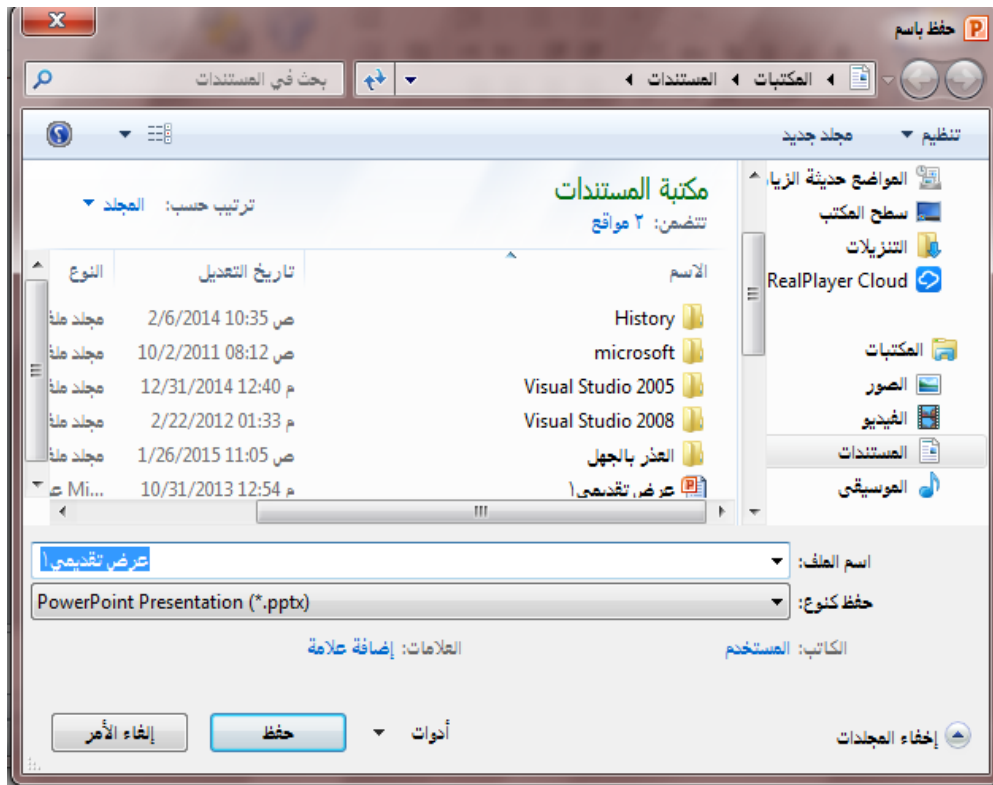 حفظ باسم
المكتبات المستندات
بحث في المستندات
تنظيم مجلد جديد
المواضع حديثة الزيا
سطح المكتب
التنزيلات
RealPlayer Cloud
المكتبات
الصور
الفيديو
المستندات
الموسيقى
مكتبة المستندات
تتضمن: ٢ مواقع
ترتيب حسب: المجلد
الاسم تاريخ التعديل النوع
History 2/6/2014 10:35 ص مجلد ملف
microsoft 10/2/2011 08:12 ص مجلد ملف
Visual Studio 2005 12/31/2014 12:40 م مجلد ملف
Visual Studio 2008 2/22/2012 01:33 م مجلد ملف
العذر بالجهل 1/26/2015 11:05 ص مجلد ملف
عرض تقديمي١ 10/31/2013 12:54 م Mi...
اسم الملف: عرض تقديمي١
حفظ كنوع: PowerPoint Presentation (*.pptx)
الكاتب: المستخدم العلامات: إضافة علامة
إخفاء المجلدات أدوات حفظ إلغاء الأمر